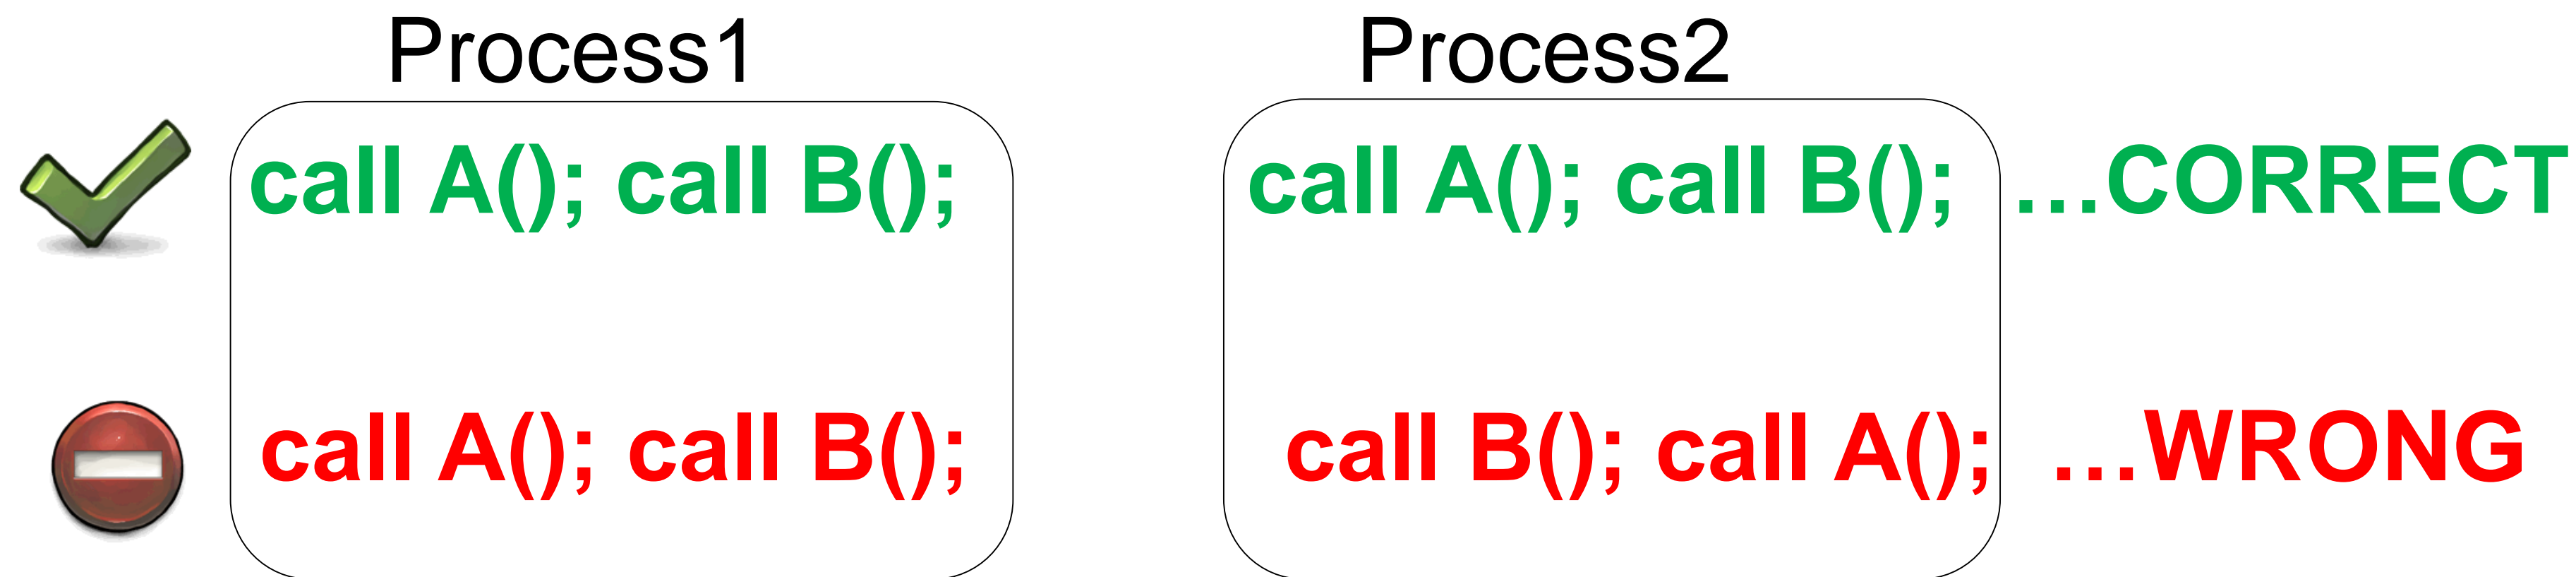 Process1 Process2
call A(); call B(); call A(); call B(); ...CORRECT
call A(); call B(); call B(); call A(); ...WRONG